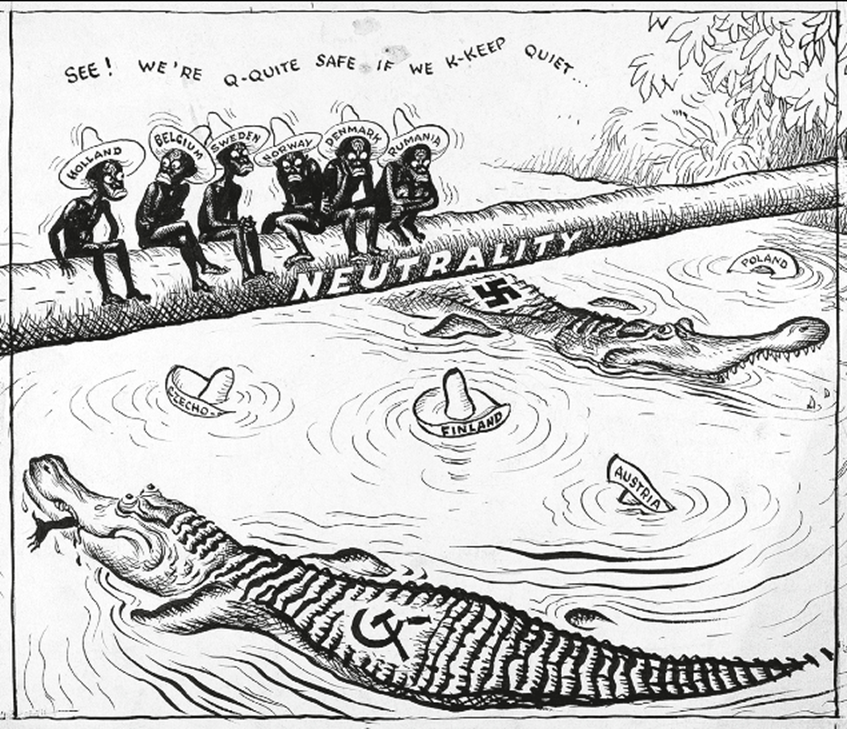 SEE! WE'RE Q-QUITE SAFE IF WE K-KEEP QUIET...
HOLLAND
BELGIUM
SWEDEN
NORWAY
DENMARK
RUMANIA
NEUTRALITY
POLAND
CZECHO..
FINLAND
AUSTRIA